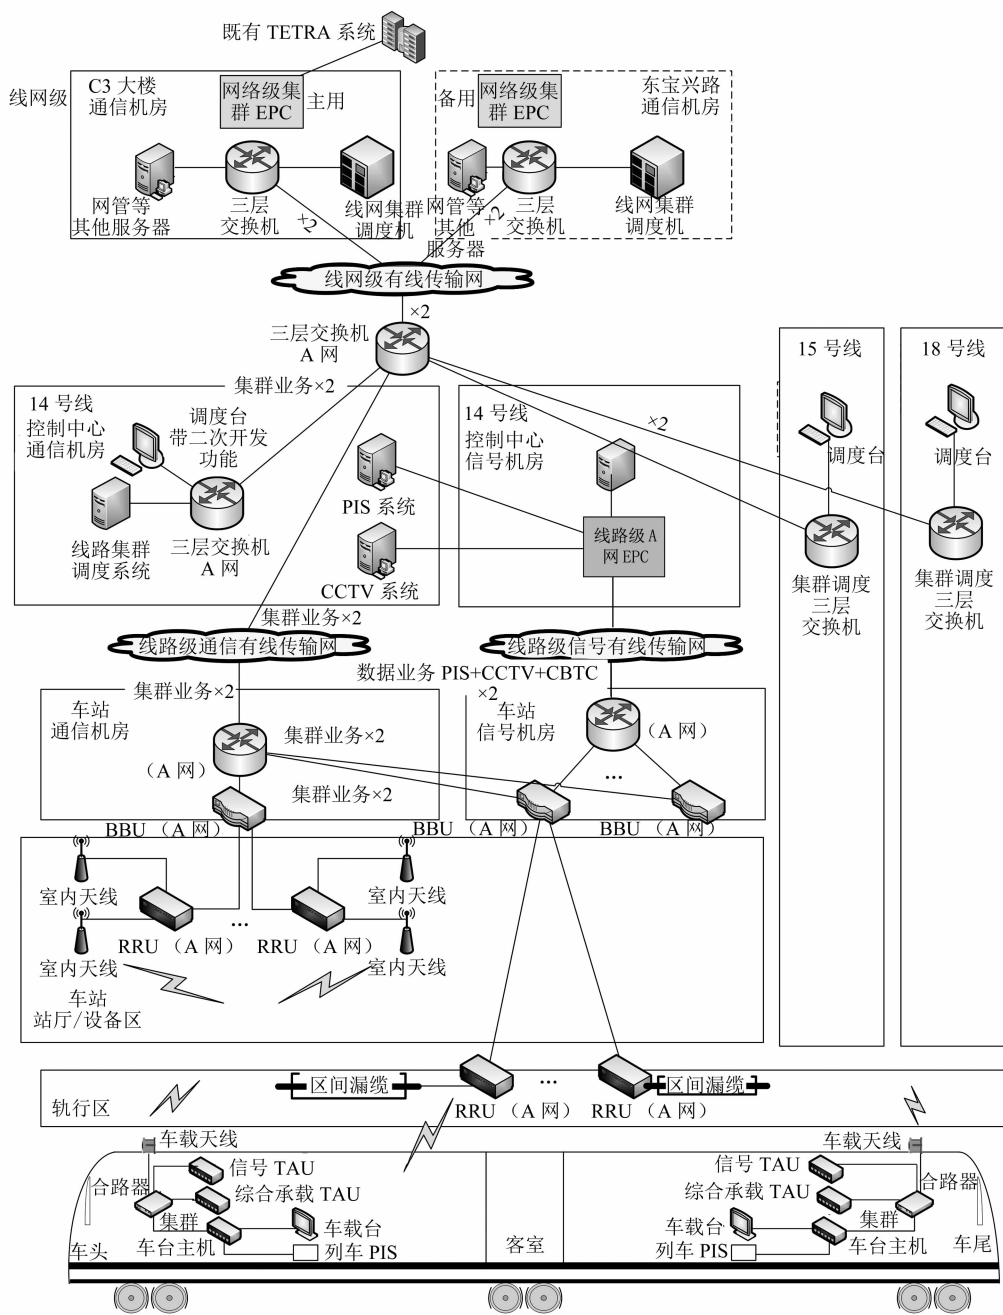 既有 TETRA 系统
线网级
C3 大楼
通信机房
网络级集
群 EPC
主用
备用
网络级集
群 EPC
东宝兴路
通信机房
网管等
其他服务器
三层
交换机
×2
线网集群
调度机
网管等
其他
服务器
×2
三层
交换机
线网集群
调度机
线网级有线传输网
×2
三层交换机
A 网
集群业务×2
14 号线
控制中心
通信机房
调度台
带二次开发
功能
线路集群
调度系统
三层交换机
A 网
PIS 系统
CCTV 系统
集群业务×2
14 号线
控制中心
信号机房
线路级 A
网 EPC
×2
15 号线
调度台
集群调度
三层
交换机
18 号线
调度台
集群调度
三层
交换机
线路级通信有线传输网
线路级信号有线传输网
数据业务 PIS+CCTV+CBTC
×2
集群业务×2
车站
通信机房
（A 网）
集群业务×2
集群业务×2
BBU （A 网）
车站
信号机房
（A 网）
...
BBU （A 网）
BBU （A 网）
室内天线
室内天线
RRU （A 网）
...
RRU （A 网）
室内天线
室内天线
车站
站厅/设备区
轨行区
区间漏缆
...
区间漏缆
RRU （A 网）
RRU （A 网）
车载天线
信号 TAU
合路器
综合承载 TAU
集群
车载台
车台主机
列车 PIS
车头
客室
车载天线
信号 TAU
合路器
综合承载 TAU
车载台
集群
列车 PIS
车台主机
车尾